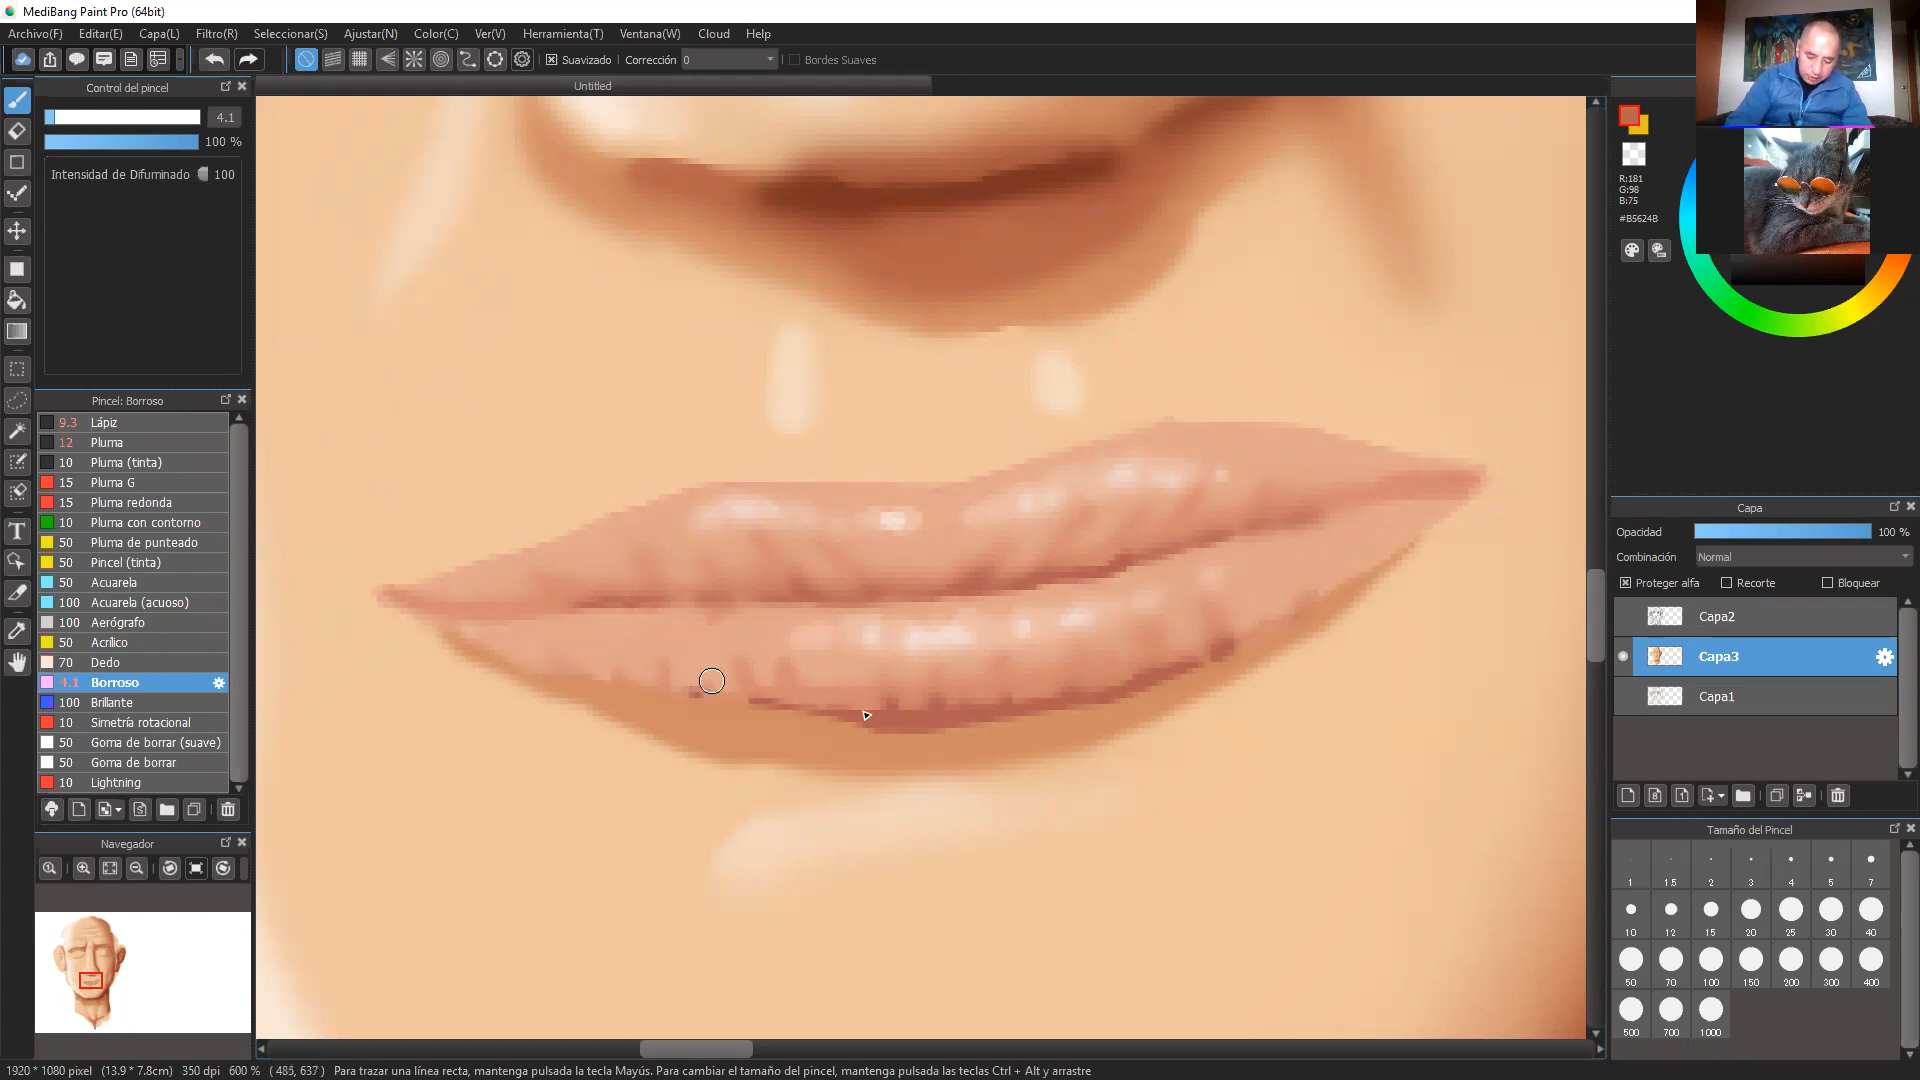 MediBang Paint Pro (64bit)
Archivo(F) Editar(E) Capa(L) Filtro(R) Seleccionar(S) Ajustar(N) Color(C) Ver(V) Herramienta(T) Ventana(W) Cloud Help
Suavizado Corrección 0 Bordes Suaves
Control del pincel
Untitled
4.1
100 %
Intensidad de Difuminado 100
R:181
G:98
B:75
#B5624B
Pincel: Borroso
9.3 Lápiz
12 Pluma
10 Pluma (tinta)
15 Pluma G
15 Pluma redonda
10 Pluma con contorno
50 Pluma de punteado
50 Pincel (tinta)
50 Acuarela
100 Acuarela (acuoso)
100 Aerógrafo
50 Acrílico
70 Dedo
4.1 Borroso
100 Brillante
10 Simetría rotacional
50 Goma de borrar (suave)
50 Goma de borrar
10 Lightning
Navegador
Capa
Opacidad 100 %
Combinación Normal
Proteger alfa Recorte Bloquear
Capa2
Capa3
Capa1
Tamaño del Pincel
1 1.5 2 3 4 5 7
10 12 15 20 25 30 40
50 70 100 150 200 300 400
500 700 1000
1920 * 1080 pixel (13.9 * 7.8cm) 350 dpi 600 % ( 485, 637 ) Para trazar una línea recta, mantenga pulsada la tecla Mayús. Para cambiar el tamaño del pincel, mantenga pulsada las teclas Ctrl + Alt y arrastre